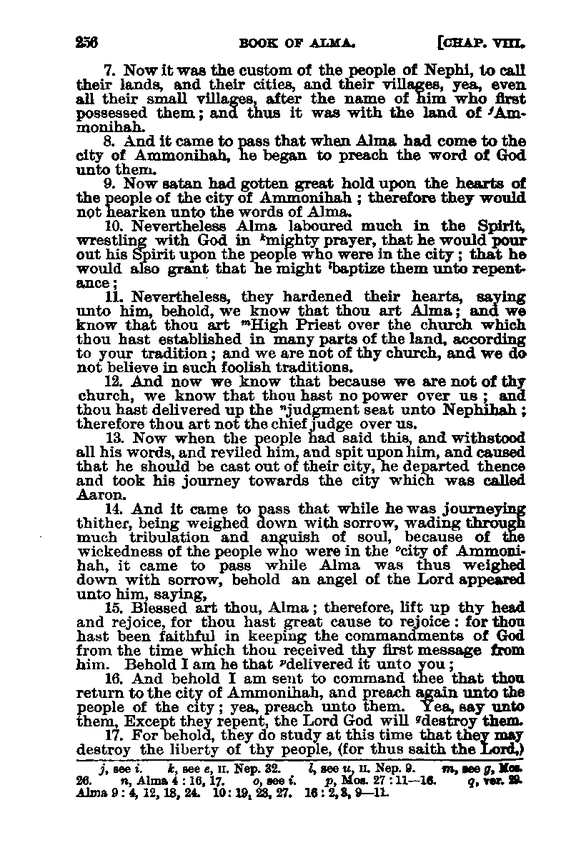 256 BOOK OF ALMA. [CHAP. VIII.
7. Now it was the custom of the people of Nephi, to call
their lands, and their cities, and their villages, yea, even
all their small villages, after the name of him who first
possessed them; and thus it was with the land of ʲAm-
monihah.
8. And it came to pass that when Alma had come to the
city of Ammonihah, he began to preach the word of God
unto them.
9. Now satan had gotten great hold upon the hearts of
the people of the city of Ammonihah; therefore they would
not hearken unto the words of Alma.
10. Nevertheless Alma laboured much in the Spirit,
wrestling with God in ᵏmighty prayer, that he would pour
out his Spirit upon the people who were in the city; that he
would also grant that he might ˡbaptize them unto repent-
ance;
11. Nevertheless, they hardened their hearts, saying
unto him, behold, we know that thou art Alma; and we
know that thou art ᵐHigh Priest over the church which
thou hast established in many parts of the land, according
to your tradition; and we are not of thy church, and we do
not believe in such foolish traditions.
12. And now we know that because we are not of thy
church, we know that thou hast no power over us; and
thou hast delivered up the ⁿjudgment seat unto Nephihah;
therefore thou art not the chief judge over us.
13. Now when the people had said this, and withstood
all his words, and reviled him, and spit upon him, and caused
that he should be cast out of their city, he departed thence
and took his journey towards the city which was called
Aaron.
14. And it came to pass that while he was journeying
thither, being weighed down with sorrow, wading through
much tribulation and anguish of soul, because of the
wickedness of the people who were in the ᵒcity of Ammoni-
hah, it came to pass while Alma was thus weighed
down with sorrow, behold an angel of the Lord appeared
unto him, saying,
15. Blessed art thou, Alma; therefore, lift up thy head
and rejoice, for thou hast great cause to rejoice: for thou
hast been faithful in keeping the commandments of God
from the time which thou received thy first message from
him. Behold I am he that ᵖdelivered it unto you;
16. And behold I am sent to command thee that thou
return to the city of Ammonihah, and preach again unto the
people of the city; yea, preach unto them. Yea, say unto
them, Except they repent, the Lord God will ᑫdestroy them.
17. For behold, they do study at this time that they may
destroy the liberty of thy people, (for thus saith the Lord,)
j, see i. k, see e, II. Nep. 32. l, see u, II. Nep. 9. m, see g, Mos.
26. n, Alma 4:16, 17. o, see i. p, Mos. 27:11—16. q, ver. 29.
Alma 9:4, 12, 18, 24. 10:19, 23, 27. 16:2, 3, 9—11.